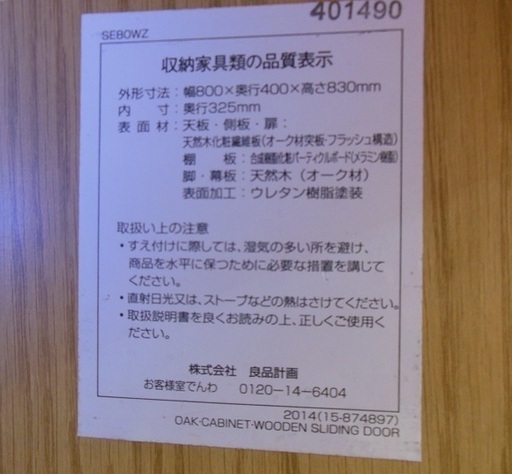 401490
SE80WZ
収納家具類の品質表示
外形寸法：幅800×奥行400×高さ830mm
内　寸：奥行325mm
表面材：天板・側板・扉：
天然木化粧繊維板（オーク材突板・フラッシュ構造）
棚　板：合成樹脂化粧パーティクルボード（メラミン樹脂）
脚・幕板：天然木（オーク材）
表面加工：ウレタン樹脂塗装
取扱い上の注意
・すえ付けに際しては、湿気の多い所を避け、
商品を水平に保つために必要な措置を講じて
ください。
・直射日光又は、ストーブなどの熱はさけてください。
・取扱説明書を良くお読みの上、正しくご使用く
ださい。
株式会社　良品計画
お客様室でんわ　0120-14-6404
2014(15-874897)
OAK・CABINET・WOODEN SLIDING DOOR